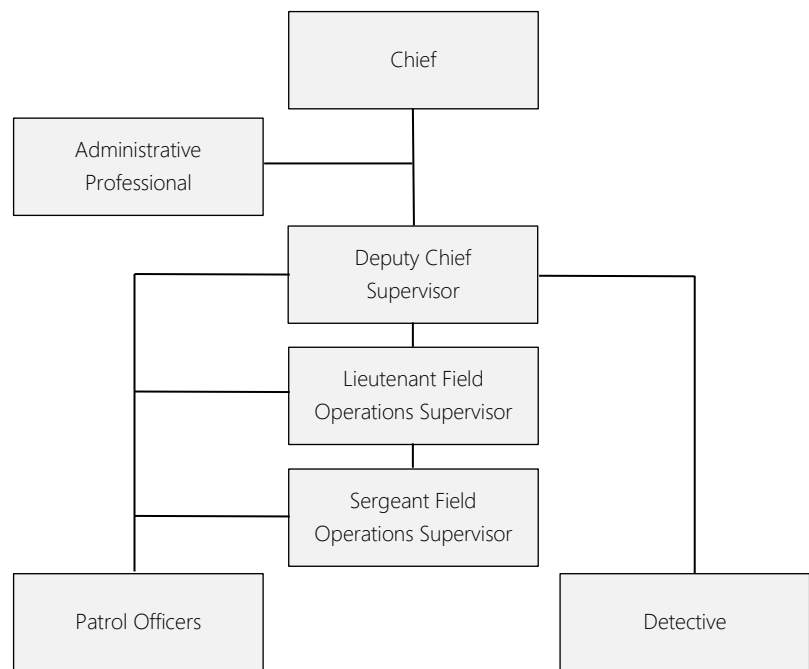 Chief
Administrative
Professional
Deputy Chief
Supervisor
Lieutenant Field
Operations Supervisor
Sergeant Field
Operations Supervisor
Patrol Officers
Detective